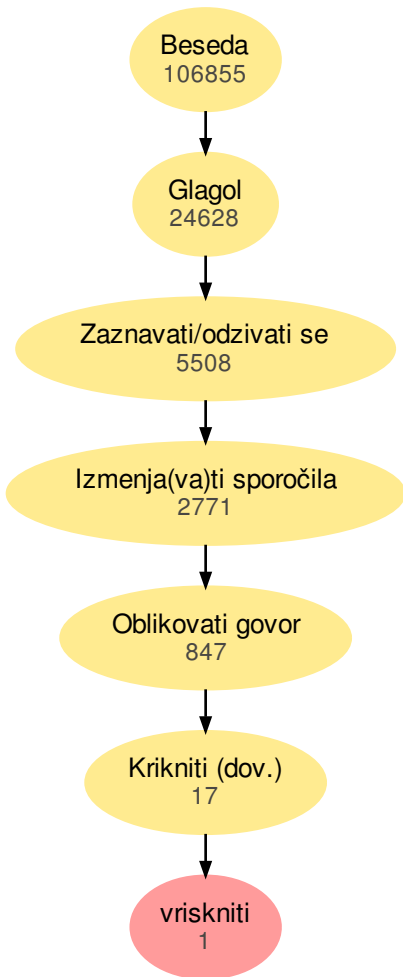 Beseda
106855
Glagol
24628
Zaznavati/odzivati se
5508
Izmenja(va)ti sporočila
2771
Oblikovati govor
847
Krikniti (dov.)
17
vriskniti
1